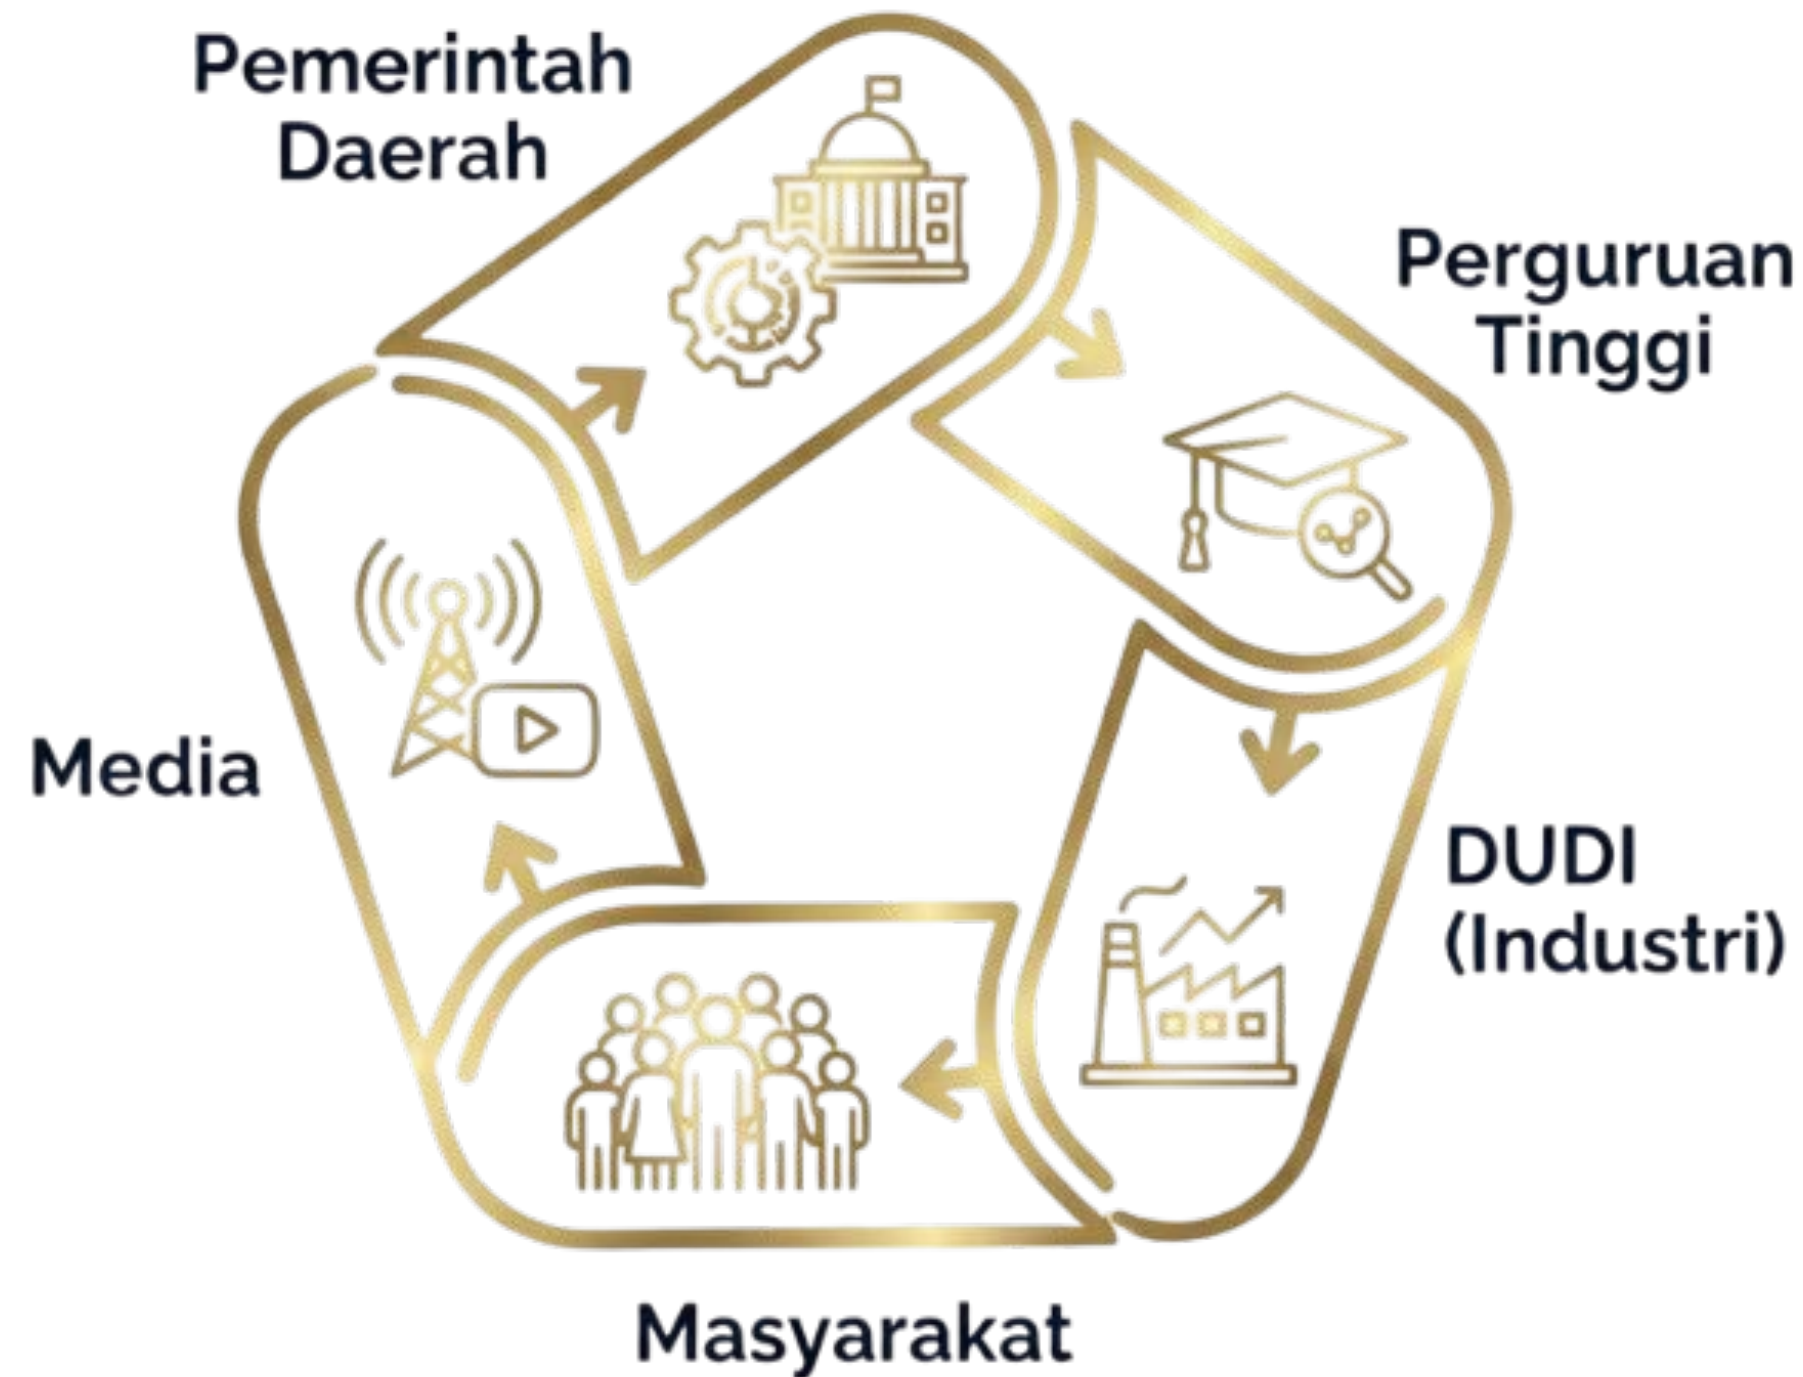 Pemerintah
Daerah
Perguruan
Tinggi
Media
DUDI
(Industri)
Masyarakat